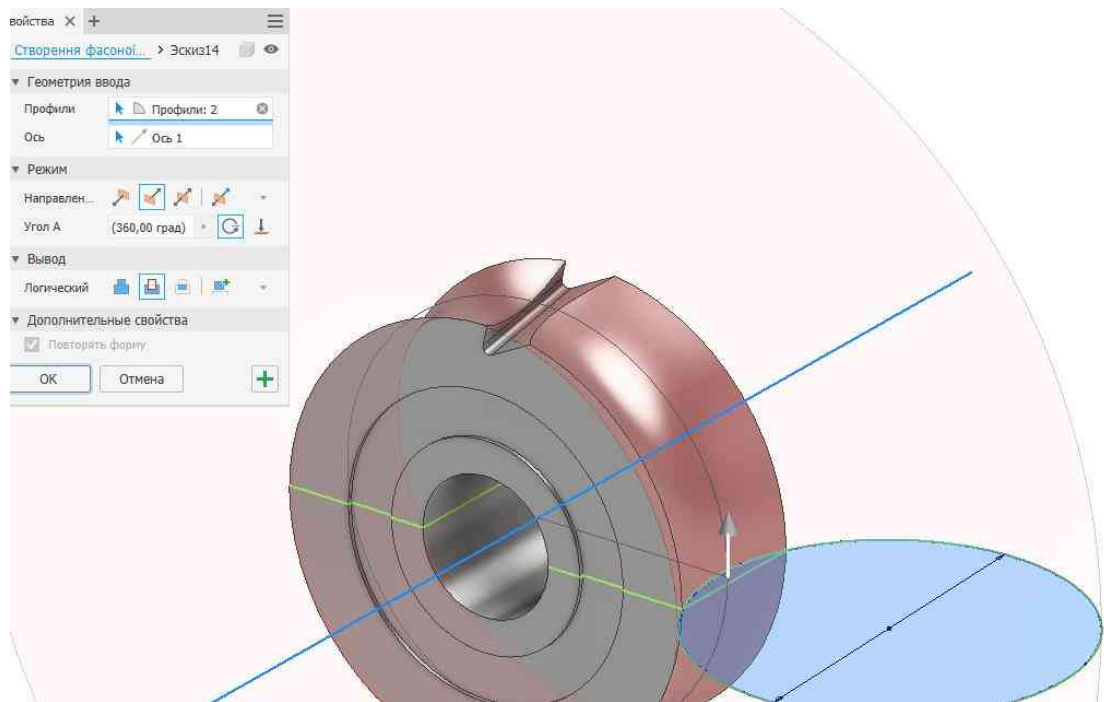 войства × +
Створення фасоної... > Эскиз14
Геометрия ввода
Профили Профили: 2
Ось Ось 1
Режим
Направлен...
Угол A (360,00 град)
Вывод
Логический
Дополнительные свойства
Повторять форму
OK Отмена